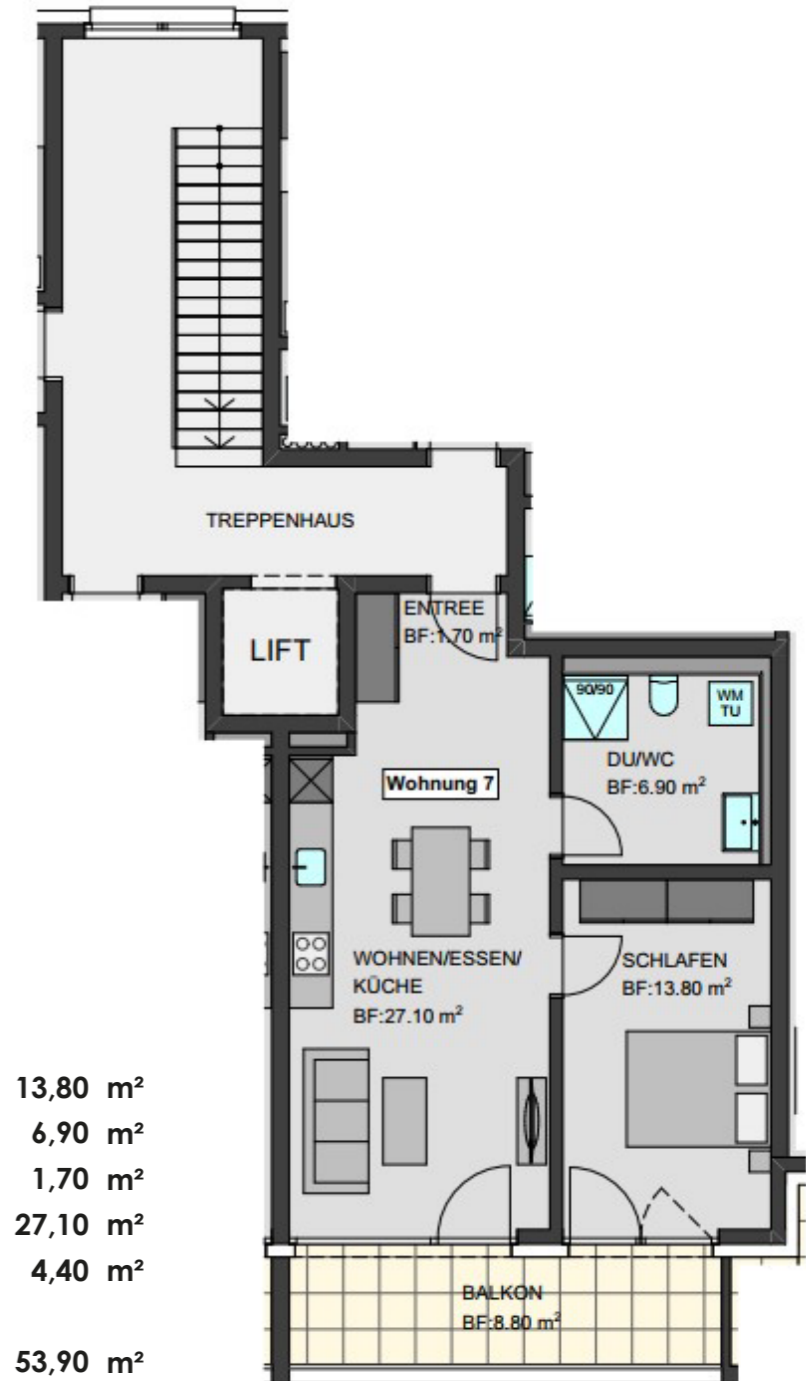 TREPPENHAUS
LIFT
ENTREE
BF:1.70 m²
90/90
WM
TU
DU/WC
BF:6.90 m²
Wohnung 7
WOHNEN/ESSEN/
KÜCHE
BF:27.10 m²
SCHLAFEN
BF:13.80 m²
13,80 m²
6,90 m²
1,70 m²
27,10 m²
4,40 m²
53,90 m²
BALKON
BF:8.80 m²